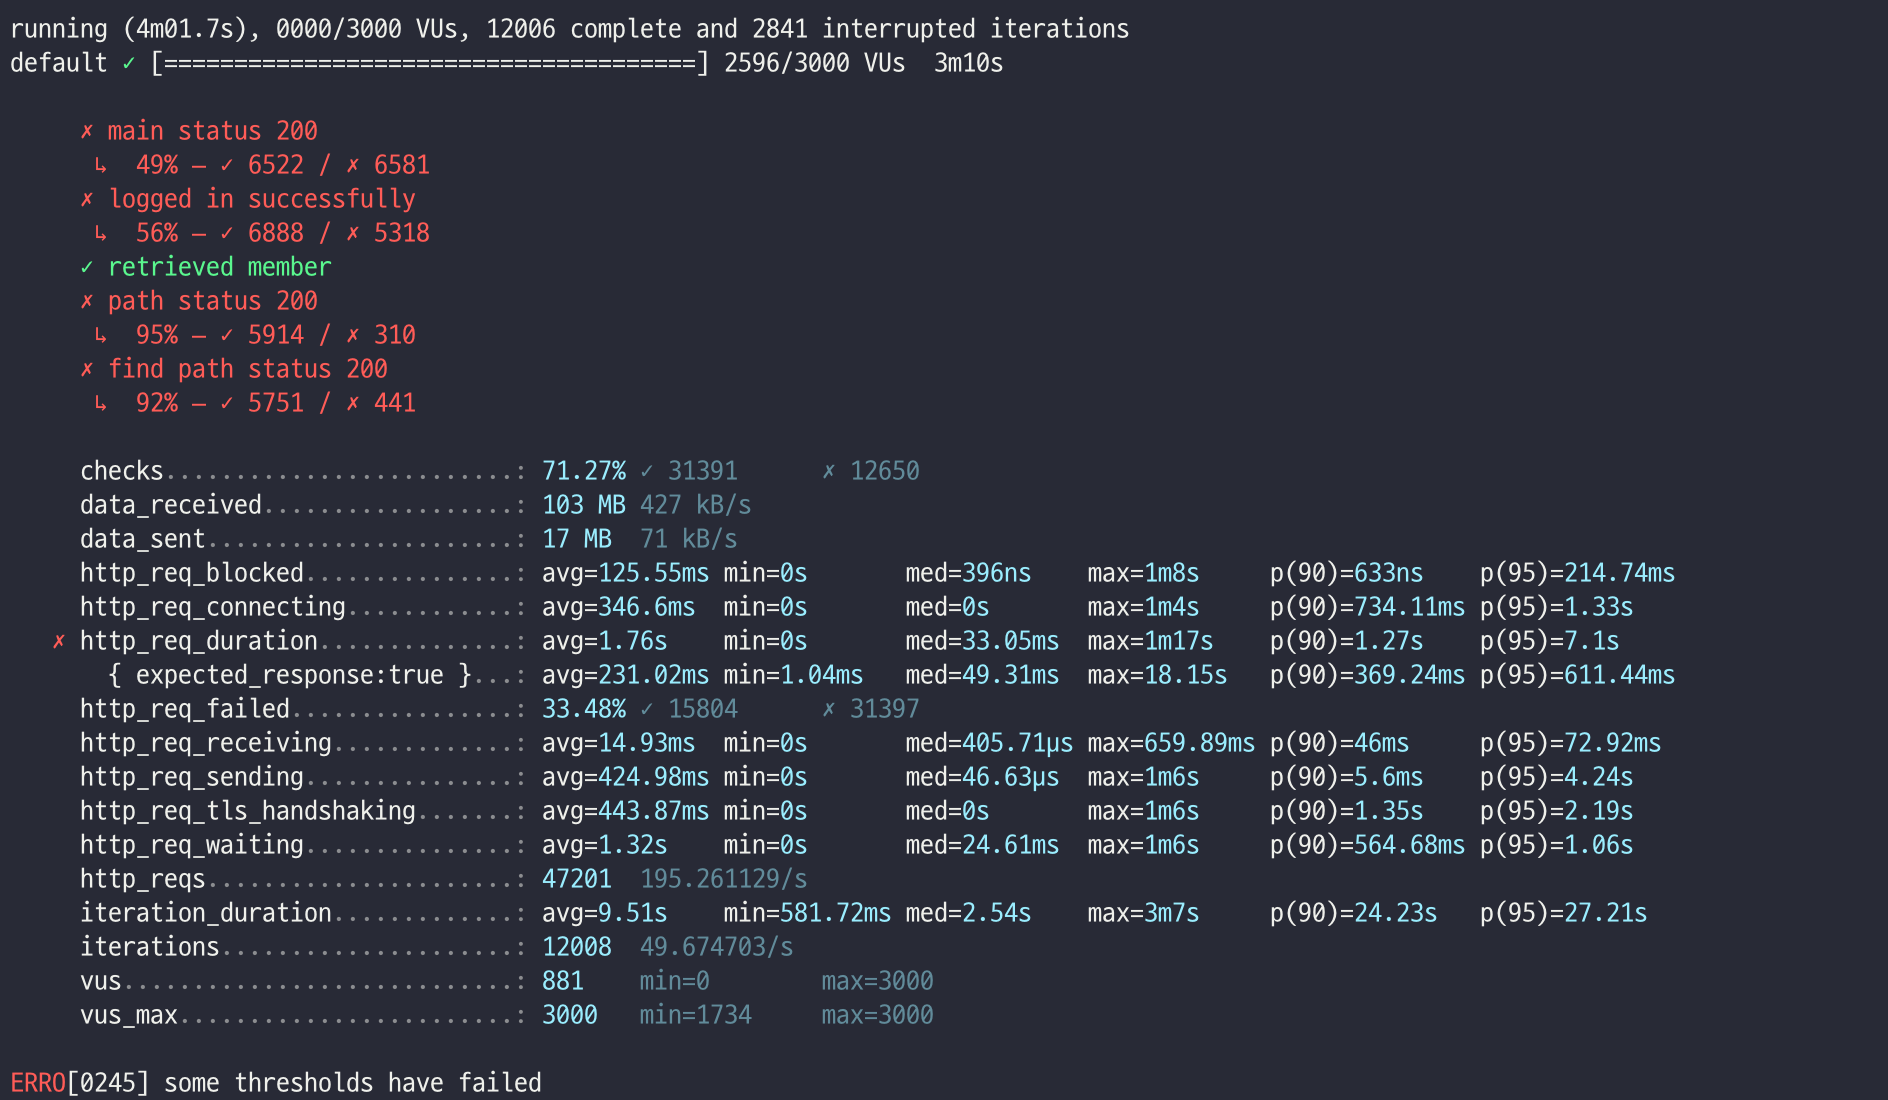 running (4m01.7s), 0000/3000 VUs, 12006 complete and 2841 interrupted iterations
default ✓ [======================================] 2596/3000 VUs  3m10s
✗ main status 200
↳  49% — ✓ 6522 / ✗ 6581
✗ logged in successfully
↳  56% — ✓ 6888 / ✗ 5318
✓ retrieved member
✗ path status 200
↳  95% — ✓ 5914 / ✗ 310
✗ find path status 200
↳  92% — ✓ 5751 / ✗ 441
checks.........................: 71.27% ✓ 31391      ✗ 12650
data_received..................: 103 MB 427 kB/s
data_sent......................: 17 MB  71 kB/s
http_req_blocked...............: avg=125.55ms min=0s       med=396ns    max=1m8s     p(90)=633ns    p(95)=214.74ms
http_req_connecting............: avg=346.6ms  min=0s       med=0s       max=1m4s     p(90)=734.11ms p(95)=1.33s
✗ http_req_duration..............: avg=1.76s    min=0s       med=33.05ms  max=1m17s    p(90)=1.27s    p(95)=7.1s
{ expected_response:true }...: avg=231.02ms min=1.04ms   med=49.31ms  max=18.15s   p(90)=369.24ms p(95)=611.44ms
http_req_failed................: 33.48% ✓ 15804      ✗ 31397
http_req_receiving.............: avg=14.93ms  min=0s       med=405.71µs max=659.89ms p(90)=46ms     p(95)=72.92ms
http_req_sending...............: avg=424.98ms min=0s       med=46.63µs  max=1m6s     p(90)=5.6ms    p(95)=4.24s
http_req_tls_handshaking.......: avg=443.87ms min=0s       med=0s       max=1m6s     p(90)=1.35s    p(95)=2.19s
http_req_waiting...............: avg=1.32s    min=0s       med=24.61ms  max=1m6s     p(90)=564.68ms p(95)=1.06s
http_reqs......................: 47201  195.261129/s
iteration_duration.............: avg=9.51s    min=581.72ms med=2.54s    max=3m7s     p(90)=24.23s   p(95)=27.21s
iterations.....................: 12008  49.674703/s
vus............................: 881    min=0        max=3000
vus_max........................: 3000   min=1734     max=3000
ERRO[0245] some thresholds have failed